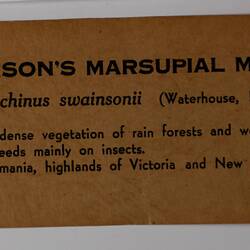 SON'S MARSUPIAL M
chinus swainsonii (Waterhouse,
dense vegetation of rain forests and we
eeds mainly on insects.
mania, highlands of Victoria and New